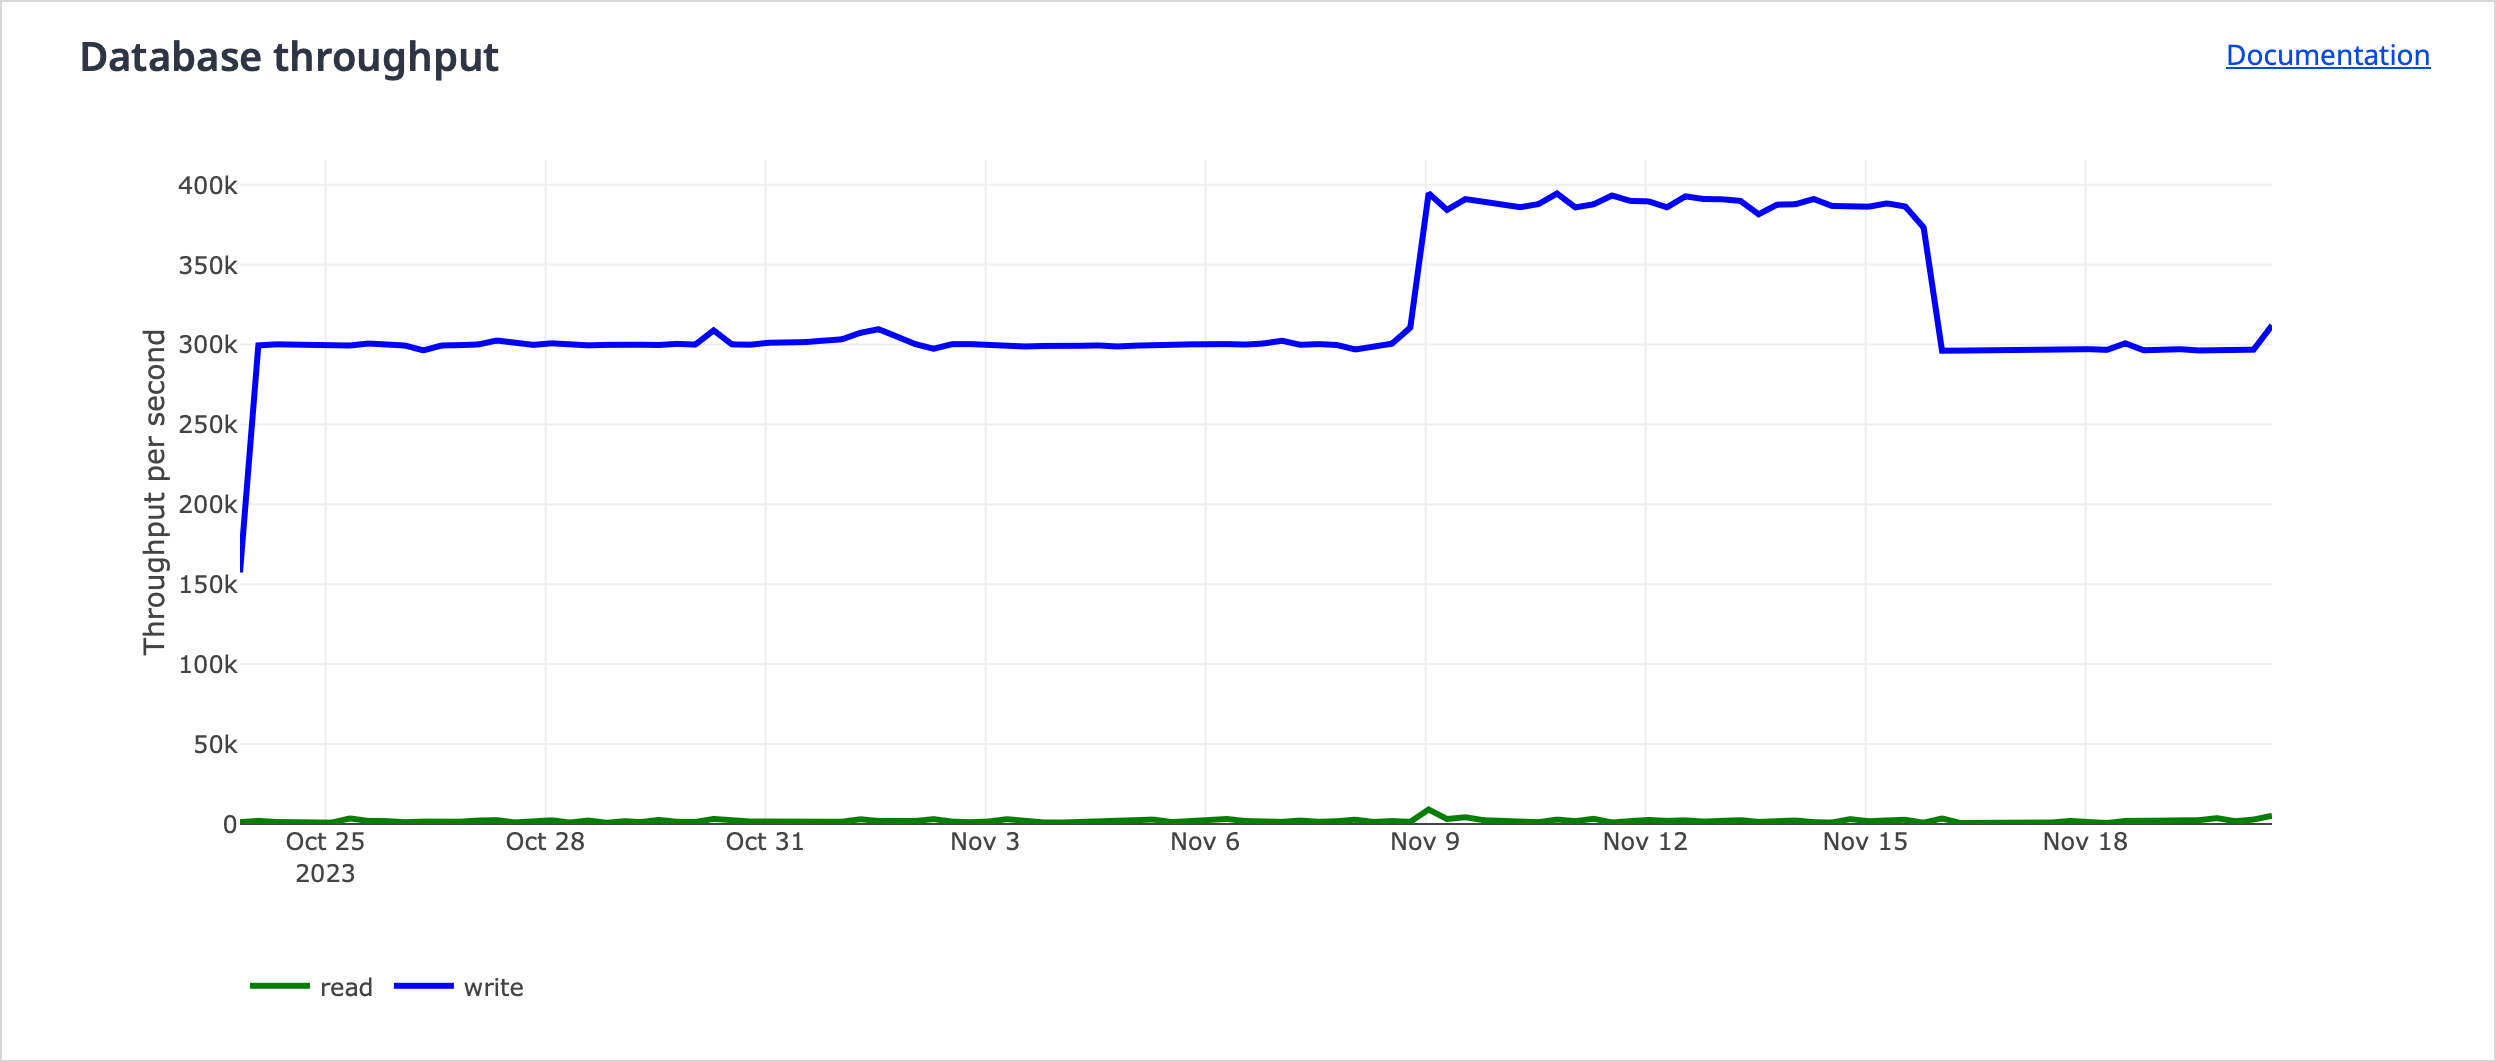 Database throughput
Documentation
Throughput per second
400k
350k
300k
250k
200k
150k
100k
50k
0
Oct 25 Oct 28 Oct 31 Nov 3 Nov 6 Nov 9 Nov 12 Nov 15 Nov 18
2023
read write